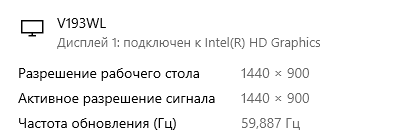 V193WL
Дисплей 1: подключен к Intel(R) HD Graphics
Разрешение рабочего стола 1440 × 900
Активное разрешение сигнала 1440 × 900
Частота обновления (Гц) 59,887 Гц